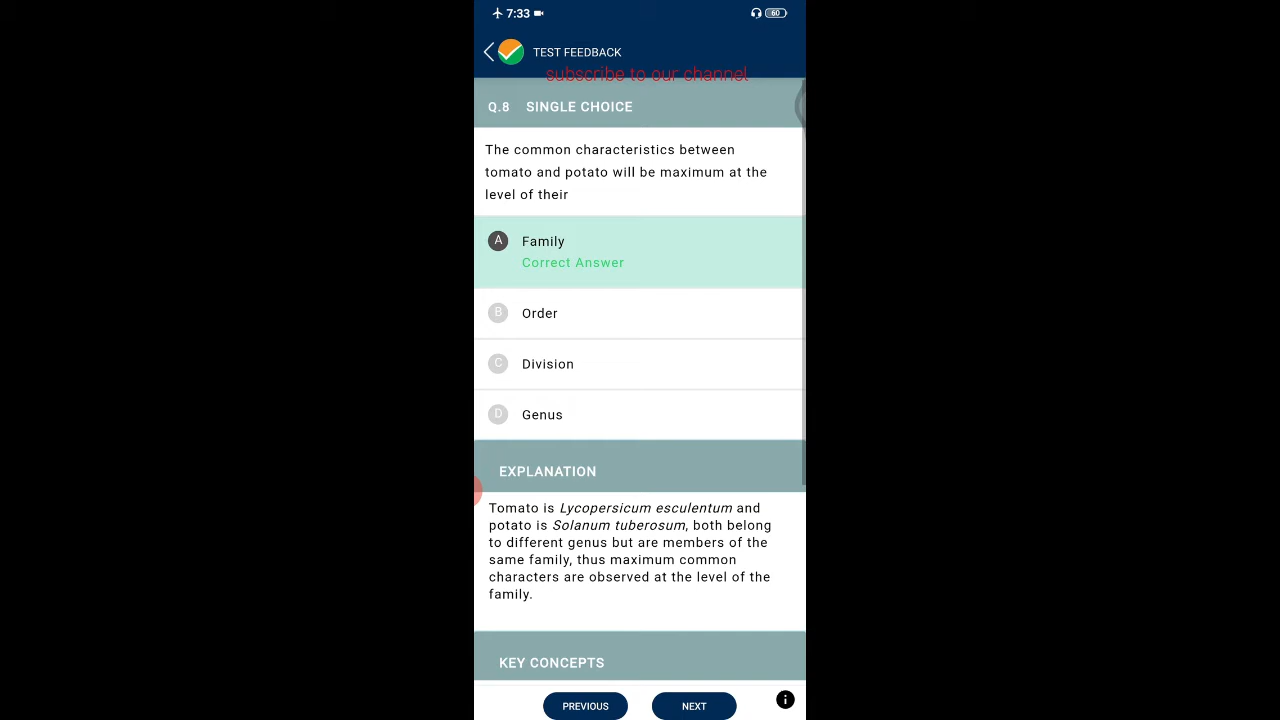 7:33
60
TEST FEEDBACK
subscribe to our channel
Q.8 SINGLE CHOICE
The common characteristics between
tomato and potato will be maximum at the
level of their
A Family
Correct Answer
B Order
C Division
D Genus
EXPLANATION
Tomato is Lycopersicum esculentum and
potato is Solanum tuberosum, both belong
to different genus but are members of the
same family, thus maximum common
characters are observed at the level of the
family.
KEY CONCEPTS
PREVIOUS NEXT i